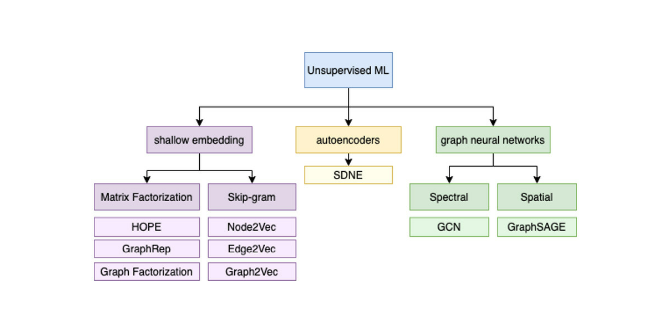 Unsupervised ML
shallow embedding
autoencoders
graph neural networks
SDNE
Matrix Factorization
Skip-gram
Spectral
Spatial
HOPE
Node2Vec
GCN
GraphSAGE
GraphRep
Edge2Vec
Graph Factorization
Graph2Vec